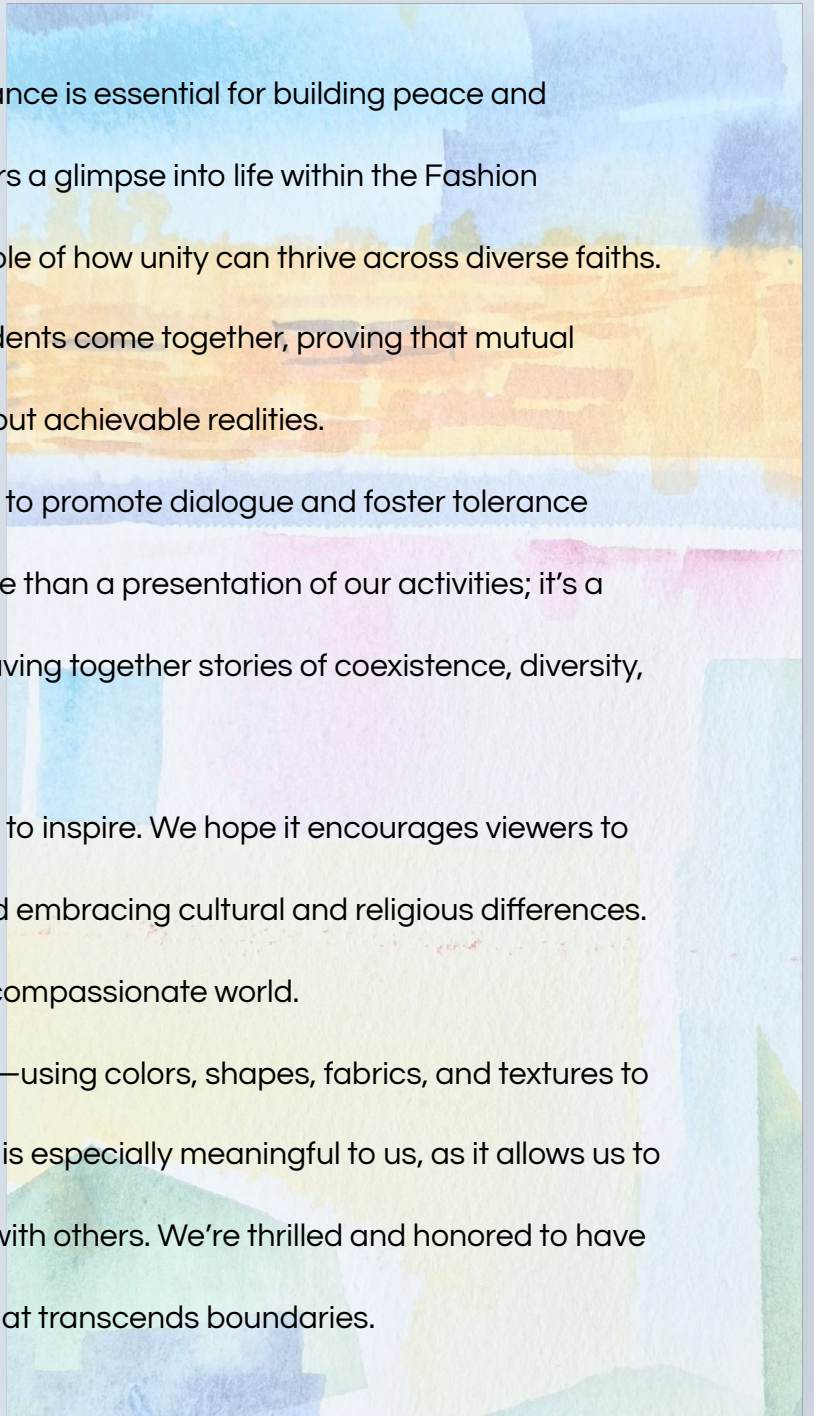 ance is essential for building peace and
rs a glimpse into life within the Fashion
ple of how unity can thrive across diverse faiths.
dents come together, proving that mutual
but achievable realities.
to promote dialogue and foster tolerance
e than a presentation of our activities; it’s a
aving together stories of coexistence, diversity,
to inspire. We hope it encourages viewers to
d embracing cultural and religious differences.
compassionate world.
—using colors, shapes, fabrics, and textures to
is especially meaningful to us, as it allows us to
with others. We’re thrilled and honored to have
at transcends boundaries.